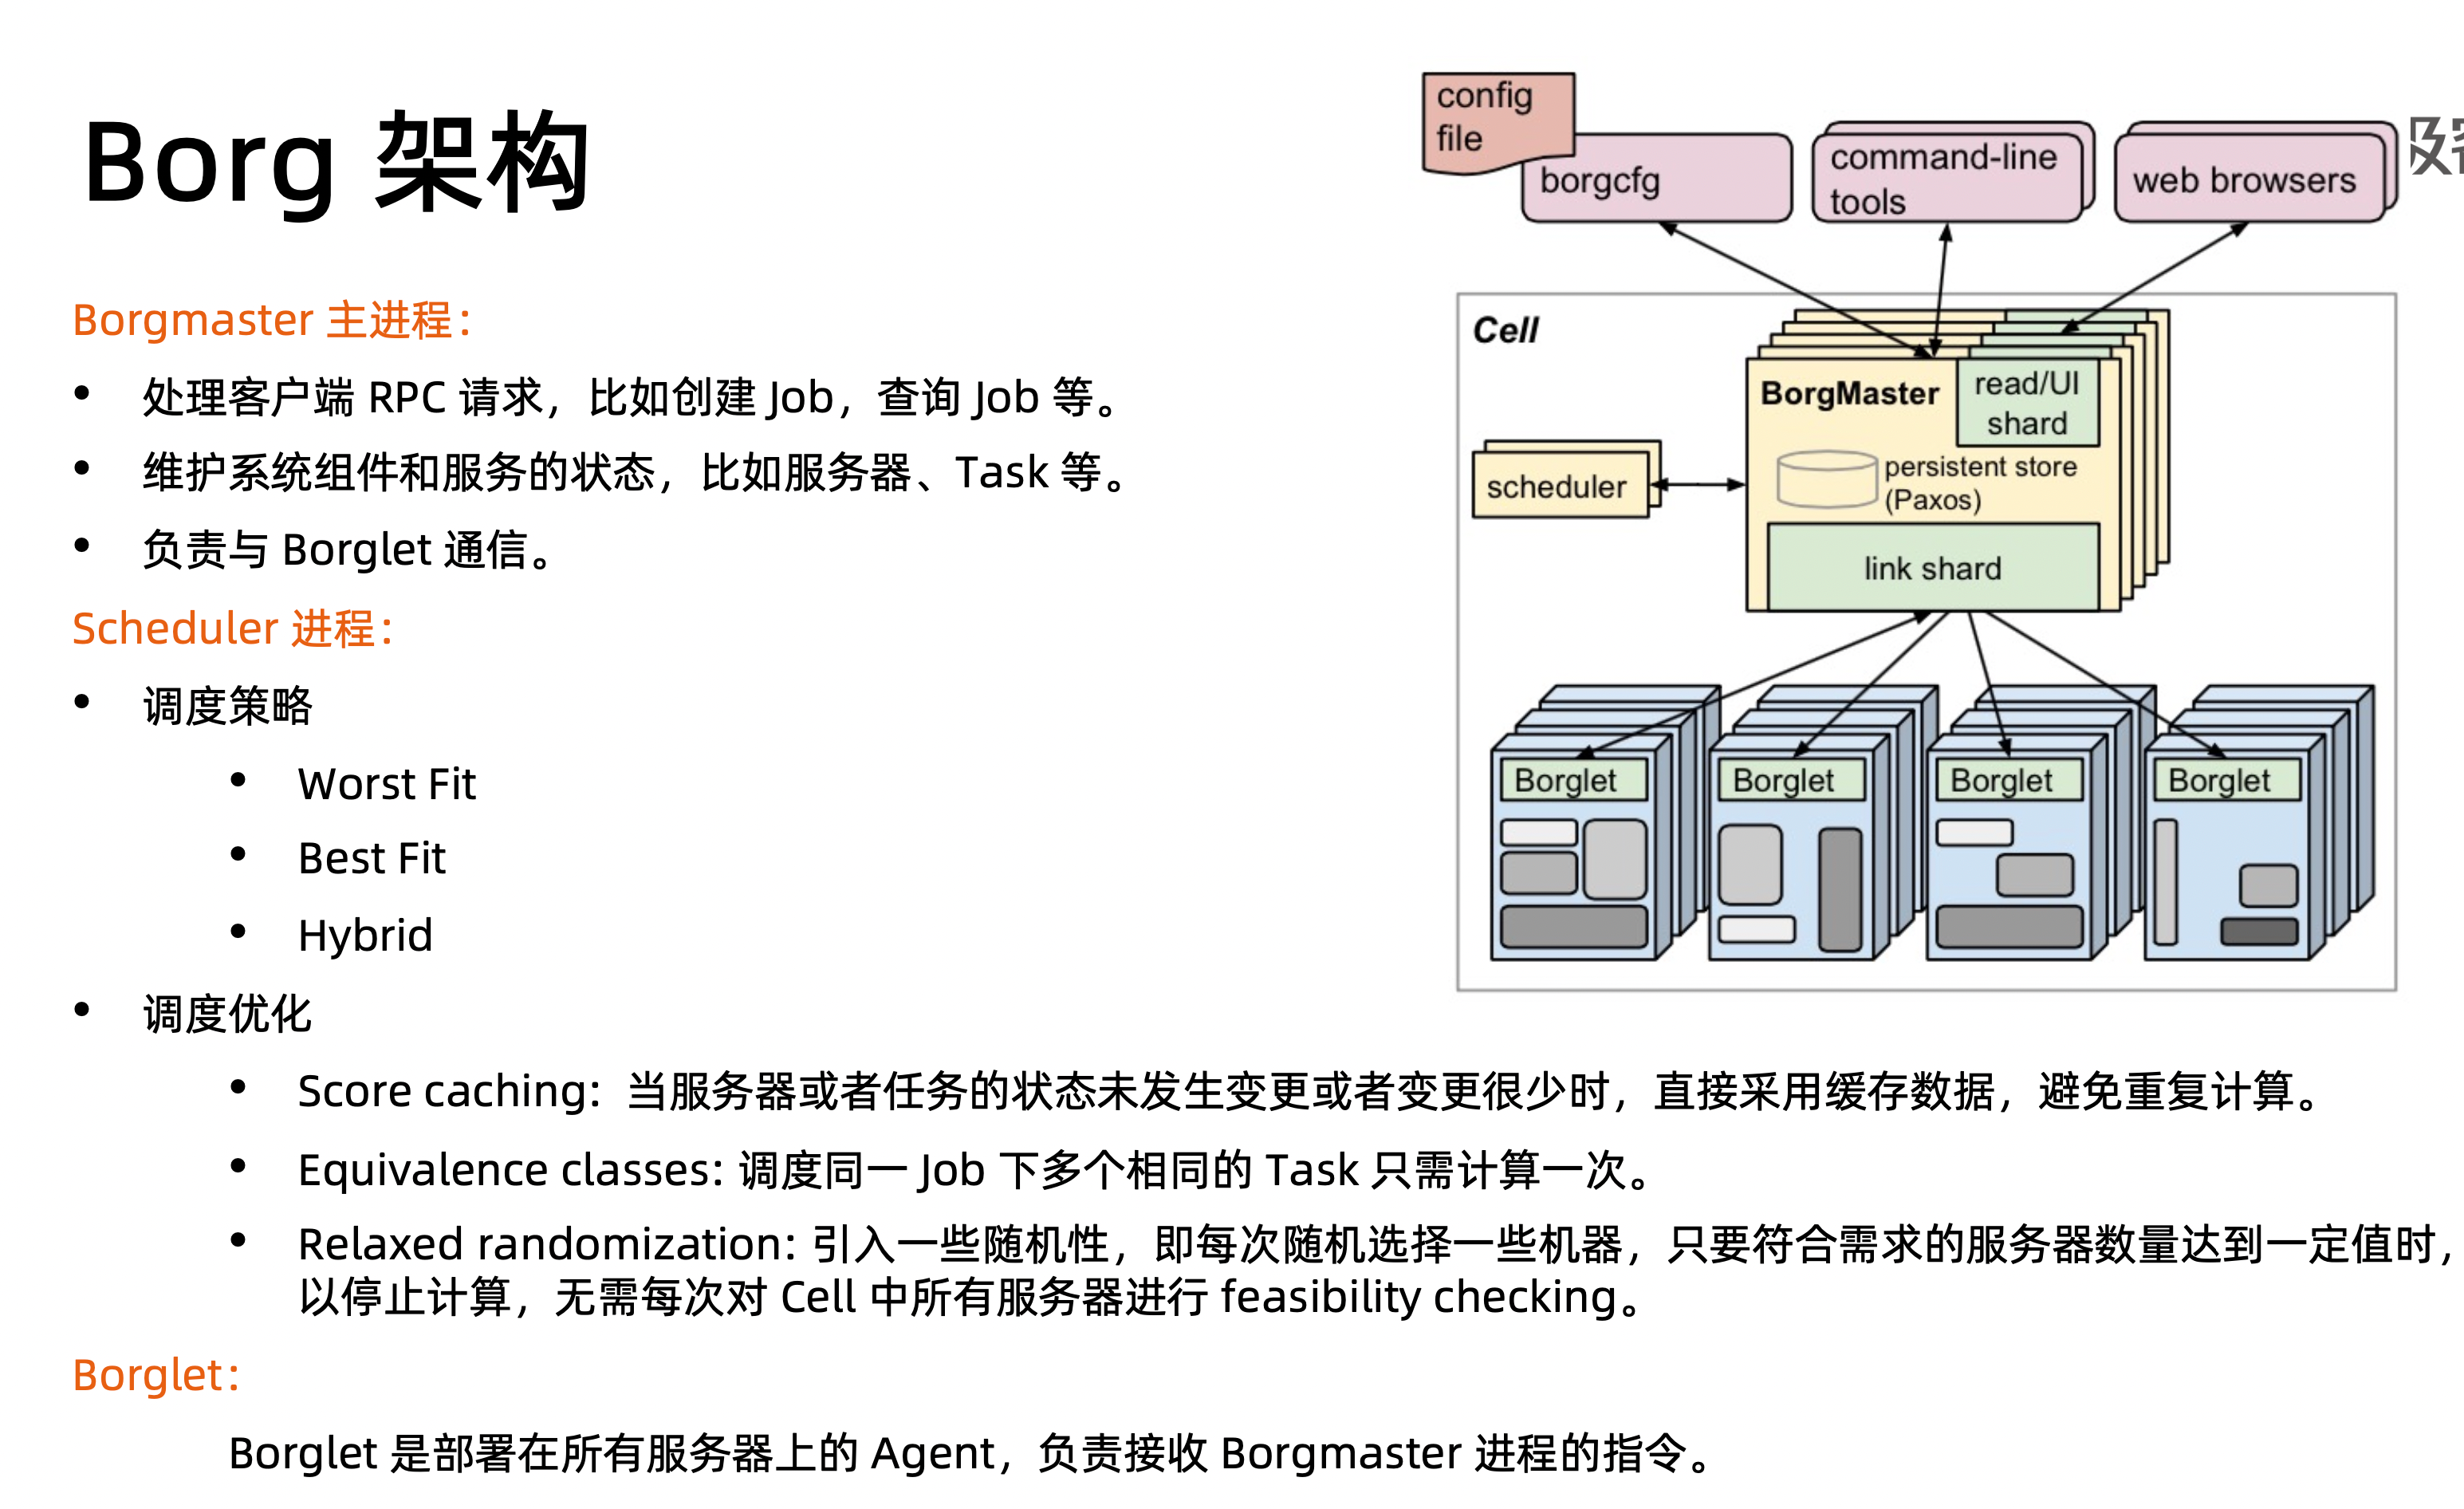 Borg 架构
Borgmaster 主进程：
• 处理客户端 RPC 请求，比如创建 Job，查询 Job 等。
• 维护系统组件和服务的状态，比如服务器、Task 等。
• 负责与 Borglet 通信。
Scheduler 进程：
• 调度策略
• Worst Fit
• Best Fit
• Hybrid
• 调度优化
• Score caching：当服务器或者任务的状态未发生变更或者变更很少时，直接采用缓存数据，避免重复计算。
• Equivalence classes: 调度同一 Job 下多个相同的 Task 只需计算一次。
• Relaxed randomization: 引入一些随机性，即每次随机选择一些机器，只要符合需求的服务器数量达到一定值时，
以停止计算，无需每次对 Cell 中所有服务器进行 feasibility checking。
Borglet：
Borglet 是部署在所有服务器上的 Agent，负责接收 Borgmaster 进程的指令。
config
file
borgcfg
command-line
tools
web browsers
Cell
BorgMaster
read/UI
shard
scheduler
persistent store
(Paxos)
link shard
Borglet
Borglet
Borglet
Borglet